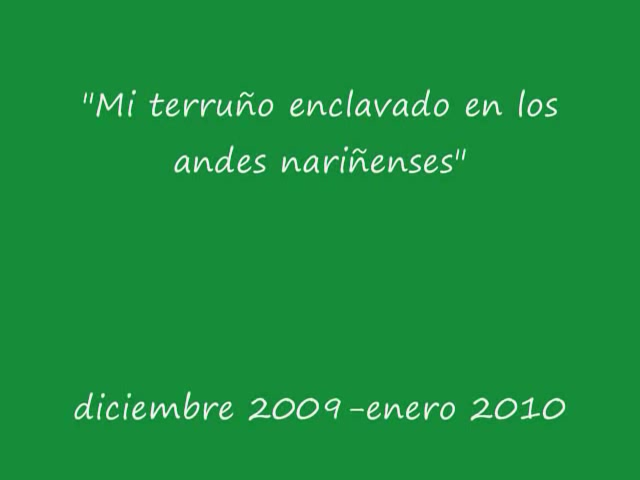 "Mi terruño enclavado en los
andes nariñenses"
diciembre 2009-enero 2010